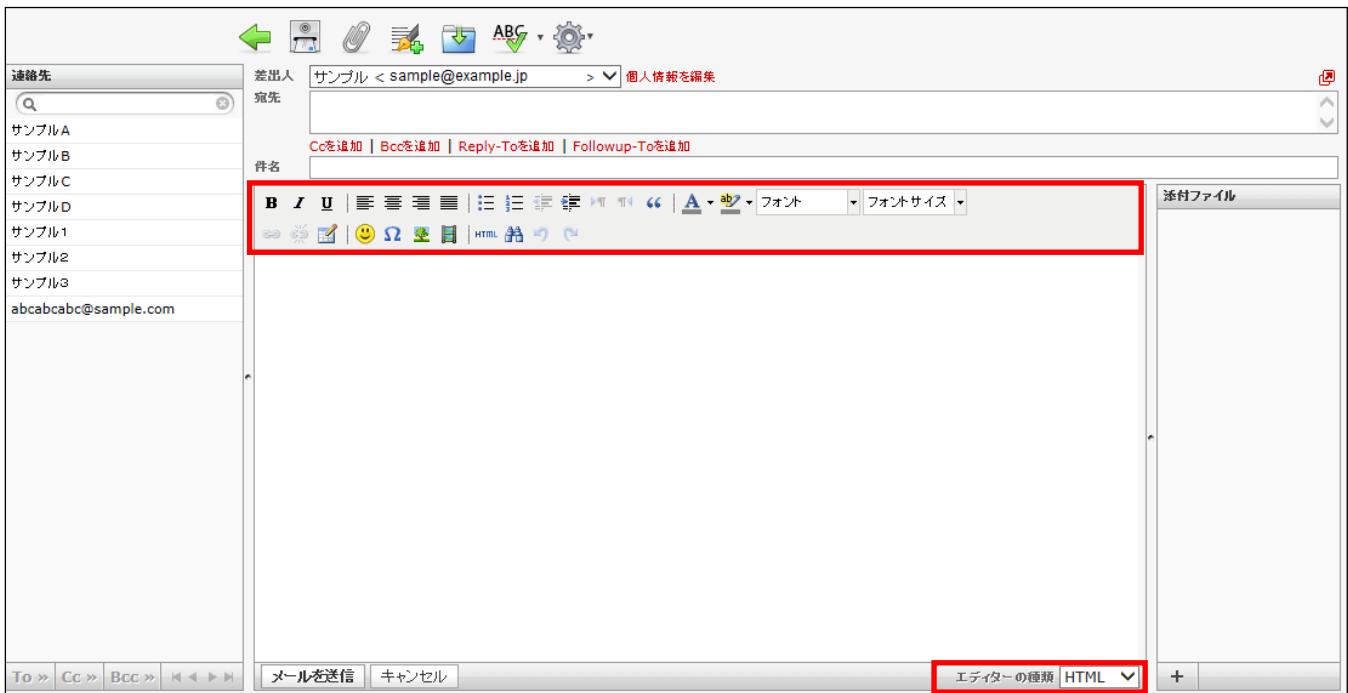 ABC
連絡先
差出人 サンプル < sample@example.jp > 個人情報を編集
宛先
サンプルA
Ccを追加 | Bccを追加 | Reply-Toを追加 | Followup-Toを追加
サンプルB
件名
サンプルC
サンプルD
サンプル1
サンプル2
サンプル3
abcabcabc@sample.com
B I U A ab フォント フォントサイズ
Ω HTML
添付ファイル
To » Cc » Bcc »
メールを送信 キャンセル
エディターの種類 HTML
+